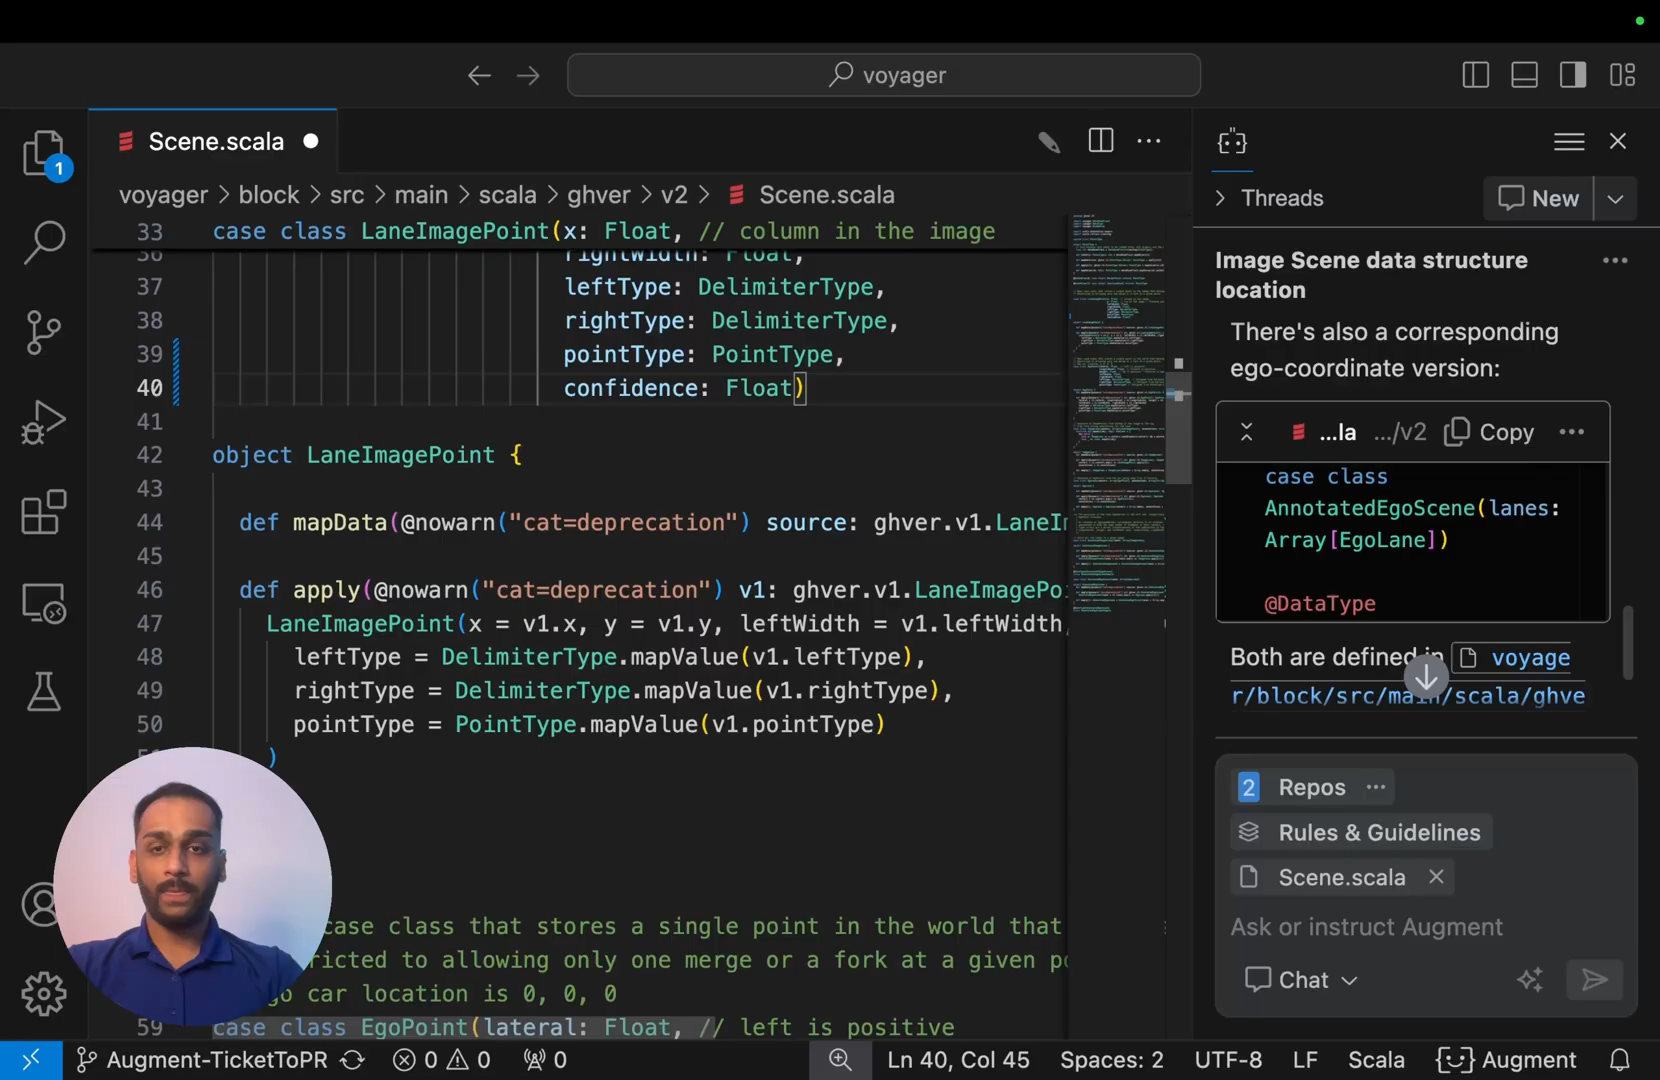 voyager
Scene.scala
voyager > block > src > main > scala > ghver > v2 > Scene.scala
33 case class LaneImagePoint(x: Float, // column in the image
36 rightWidth: Float,
37 leftType: DelimiterType,
38 rightType: DelimiterType,
39 pointType: PointType,
40 confidence: Float)
41
42 object LaneImagePoint {
43
44 def mapData(@nowarn("cat=deprecation") source: ghver.v1.LaneI
45
46 def apply(@nowarn("cat=deprecation") v1: ghver.v1.LaneImagePo
47 LaneImagePoint(x = v1.x, y = v1.y, leftWidth = v1.leftWidth,
48 leftType = DelimiterType.mapValue(v1.leftType),
49 rightType = DelimiterType.mapValue(v1.rightType),
50 pointType = PointType.mapValue(v1.pointType)
)
case class that stores a single point in the world that
ricted to allowing only one merge or a fork at a given po
go car location is 0, 0, 0
59 case class EgoPoint(lateral: Float, // left is positive
1
Threads
New
Image Scene data structure
location
There's also a corresponding
ego-coordinate version:
...la .../v2 Copy
case class
AnnotatedEgoScene(lanes:
Array[EgoLane])
@DataType
Both are defined in voyage
r/block/src/main/scala/ghve
2 Repos
Rules & Guidelines
Scene.scala
Ask or instruct Augment
Chat
Augment-TicketToPR 0 0 0 Ln 40, Col 45 Spaces: 2 UTF-8 LF Scala Augment